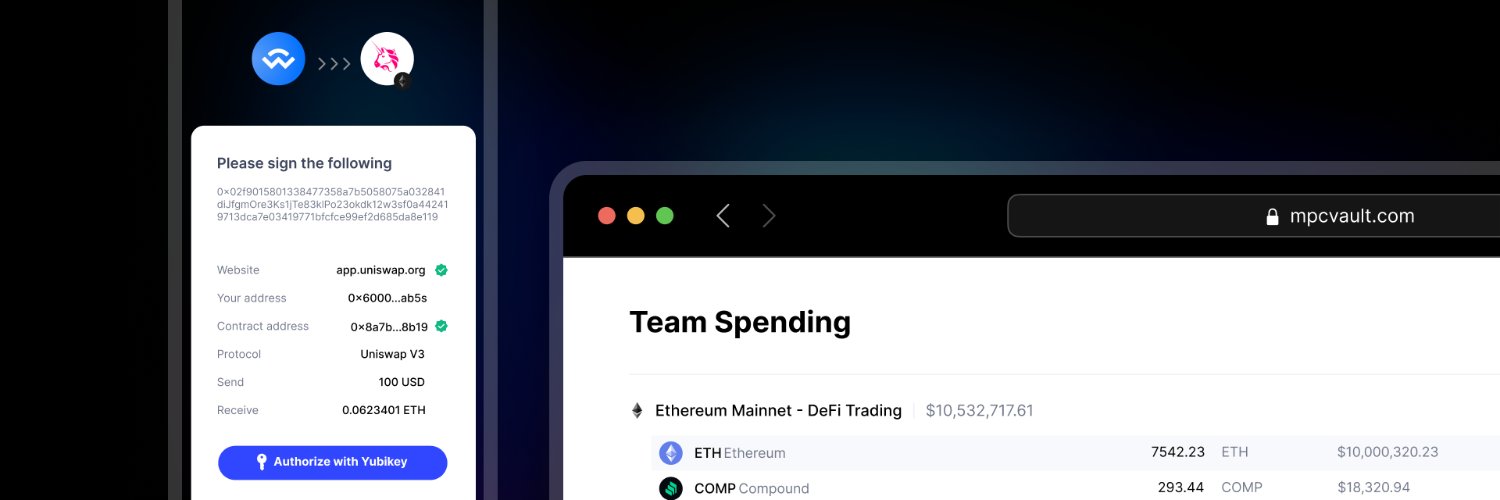 Please sign the following
0×02f9015801338477358a7b5058075a032841
diJfgmOre3Ks1jTe83klPo23okdk12w3sf0a44241
9713dca7e03419771bfcfce99ef2d685da8e119
Website app.uniswap.org
Your address 0×6000...ab5s
Contract address 0×8a7b...8b19
Protocol Uniswap V3
Send 100 USD
Receive 0.0623401 ETH
Authorize with Yubikey
mpcvault.com
Team Spending
Ethereum Mainnet - DeFi Trading $10,532,717.61
ETH Ethereum 7542.23 ETH $10,000,320.23
COMP Compound 293.44 COMP $18,320.94